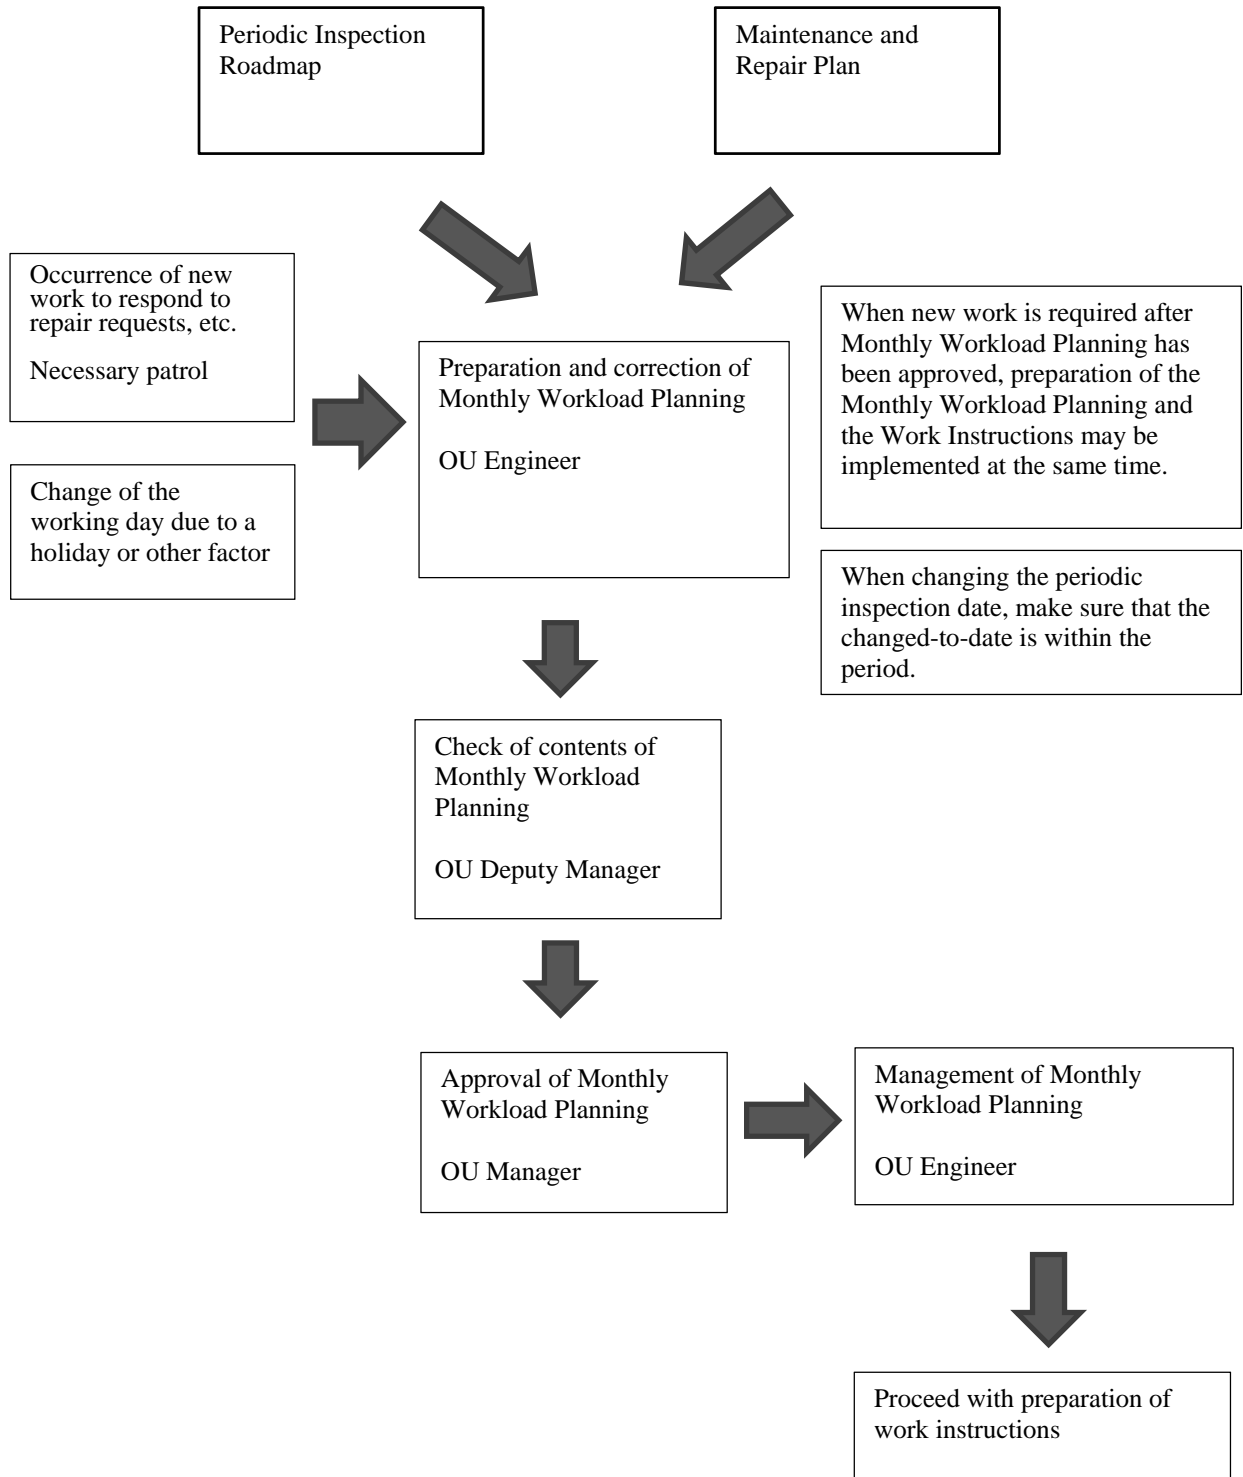 Periodic Inspection
Roadmap
Maintenance and
Repair Plan
Occurrence of new
work to respond to
repair requests, etc.
Necessary patrol
Change of the
working day due to a
holiday or other factor
Preparation and correction of
Monthly Workload Planning
OU Engineer
When new work is required after
Monthly Workload Planning has
been approved, preparation of the
Monthly Workload Planning and
the Work Instructions may be
implemented at the same time.
When changing the periodic
inspection date, make sure that the
changed-to-date is within the
period.
Check of contents of
Monthly Workload
Planning
OU Deputy Manager
Approval of Monthly
Workload Planning
OU Manager
Management of Monthly
Workload Planning
OU Engineer
Proceed with preparation of
work instructions